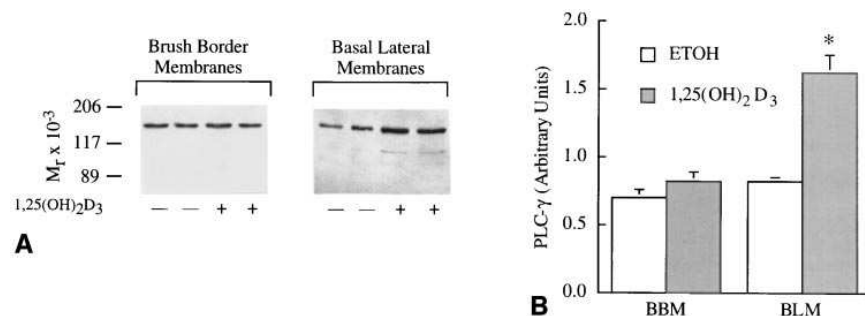 Brush Border
Membranes
Basal Lateral
Membranes
Mr x 10-3
206 —
117 —
89 —
1,25(OH)2D3
— — + +
— — + +
A
PLC-γ (Arbitrary Units)
2.0
1.5
1.0
0.5
0.0
ETOH
1,25(OH)2 D3
*
BBM
BLM
B